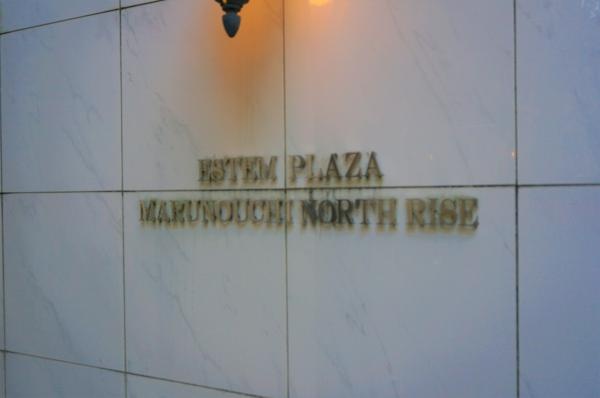 ESTEM PLAZA
MARUNOUCHI NORTH RISE